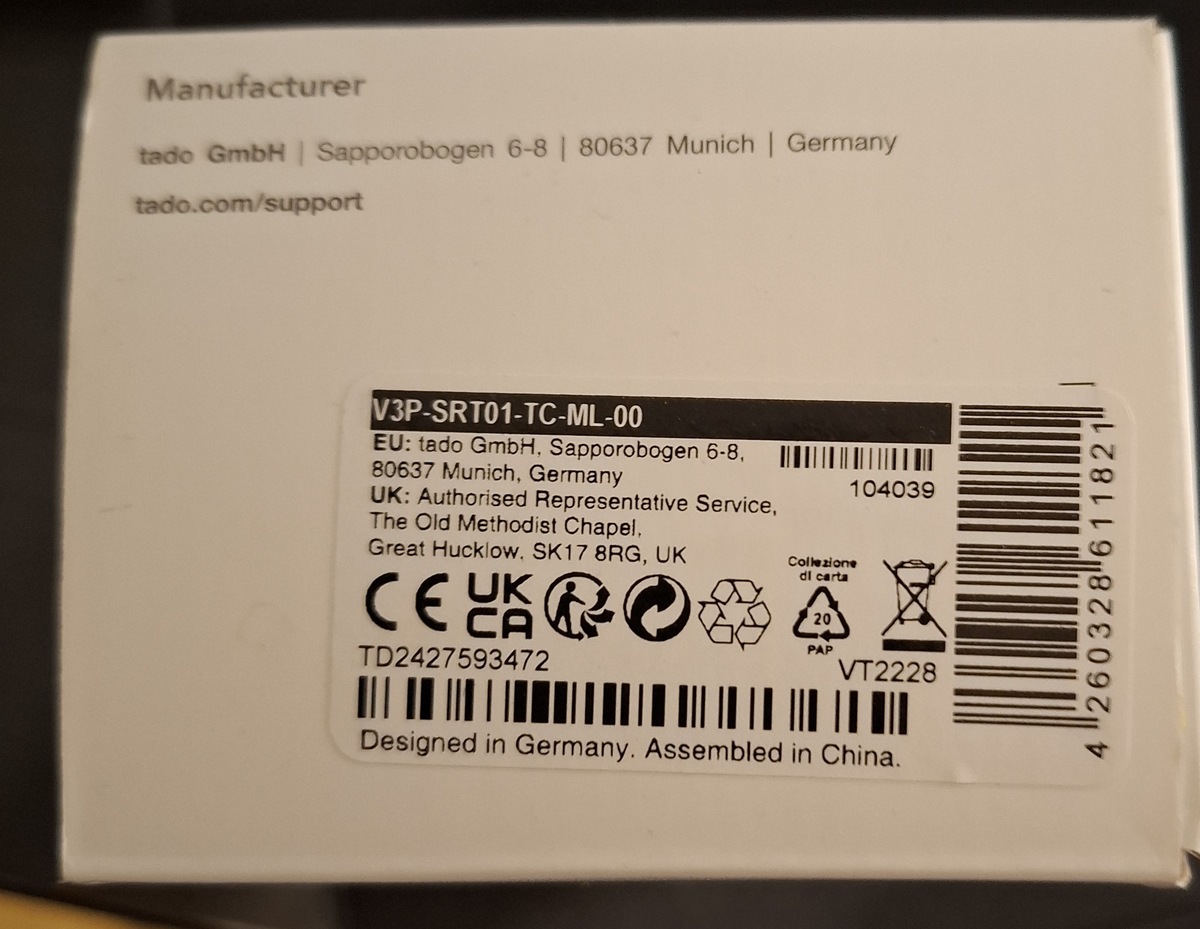 Manufacturer
tado GmbH | Sapporobogen 6-8 | 80637 Munich | Germany
tado.com/support
V3P-SRT01-TC-ML-00
EU: tado GmbH, Sapporobogen 6-8,
80637 Munich, Germany
UK: Authorised Representative Service,
The Old Methodist Chapel,
Great Hucklow, SK17 8RG, UK
104039
CE UK CA
Collezione
di carta
20
PAP
TD2427593472
VT2228
Designed in Germany. Assembled in China.
4 260328 611821